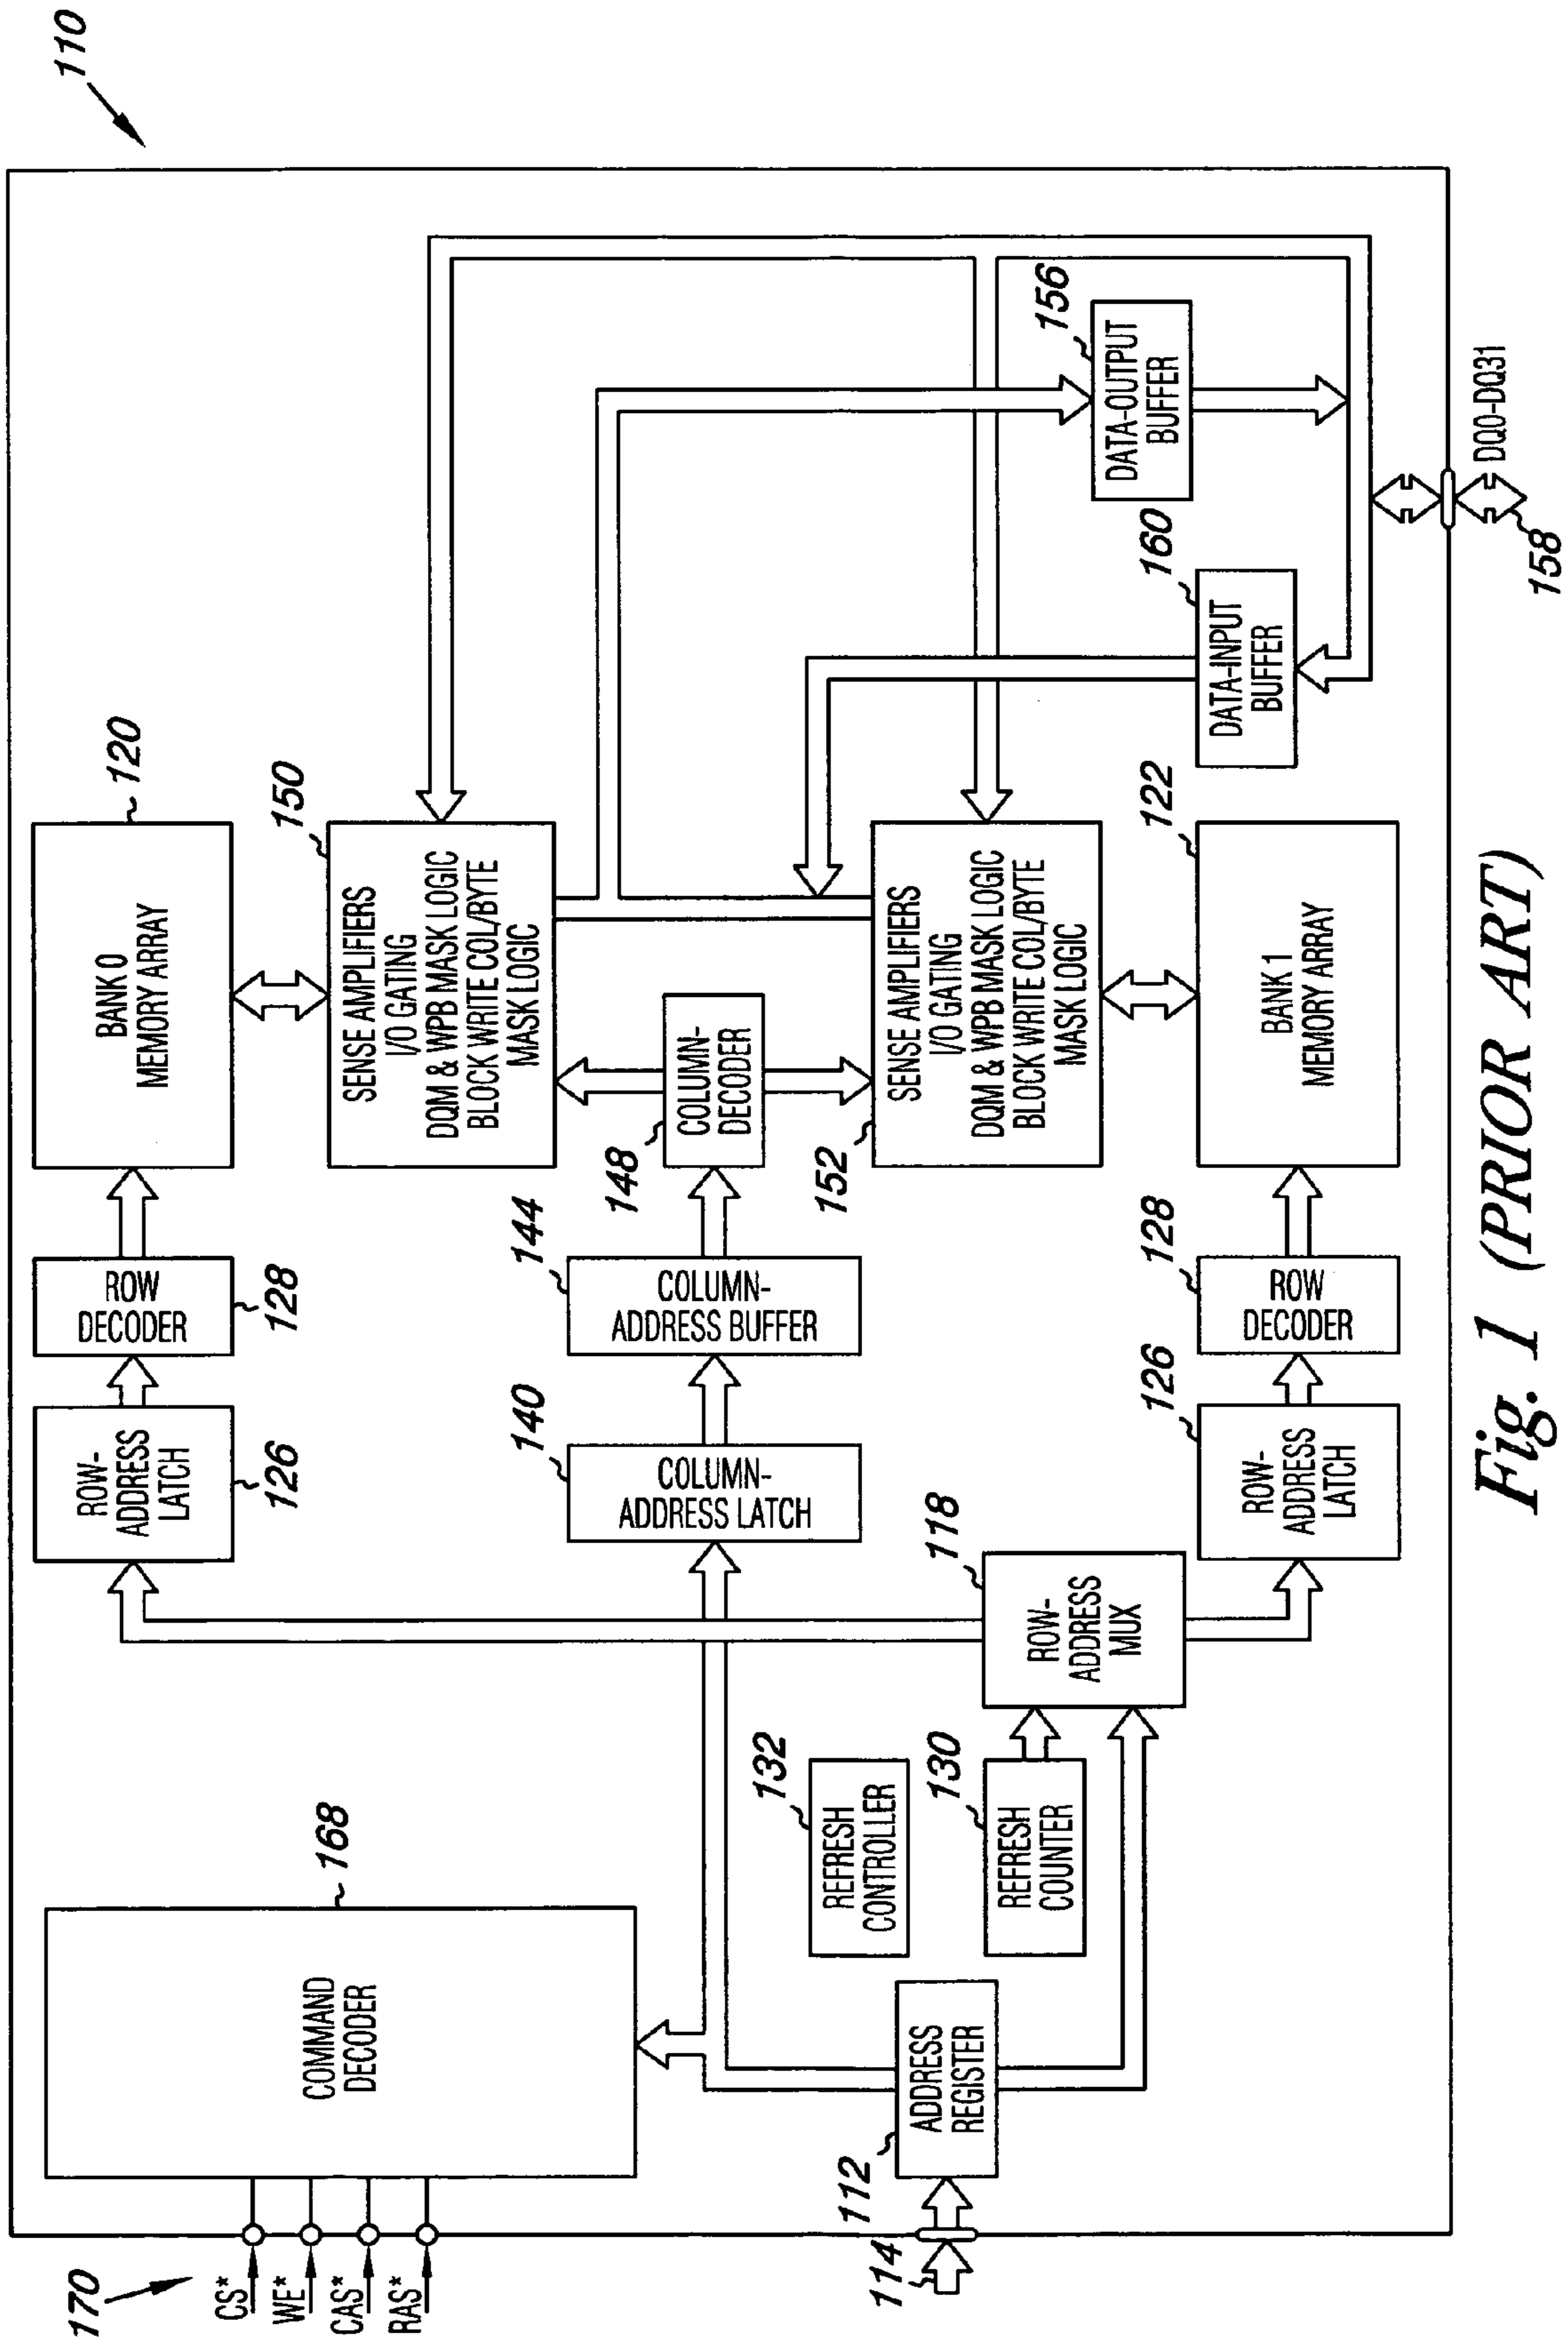 110
170
CS*
WE*
CAS*
RAS*
COMMAND
DECODER
168
114
112
ADDRESS
REGISTER
REFRESH
CONTROLLER
132
REFRESH
COUNTER
130
ROW-
ADDRESS
MUX
118
ROW-
ADDRESS
LATCH
126
ROW
DECODER
128
BANK 0
MEMORY ARRAY
120
COLUMN-
ADDRESS LATCH
140
COLUMN-
ADDRESS BUFFER
144
COLUMN-
DECODER
148
SENSE AMPLIFIERS
I/O GATING
DQM & WPB MASK LOGIC
BLOCK WRITE COL/BYTE
MASK LOGIC
150
SENSE AMPLIFIERS
I/O GATING
DQM & WPB MASK LOGIC
BLOCK WRITE COL/BYTE
MASK LOGIC
152
ROW-
ADDRESS
LATCH
126
ROW
DECODER
128
BANK 1
MEMORY ARRAY
122
DATA-INPUT
BUFFER
160
DATA-OUTPUT
BUFFER
156
DQ0-DQ31
158
Fig. 1 (PRIOR ART)